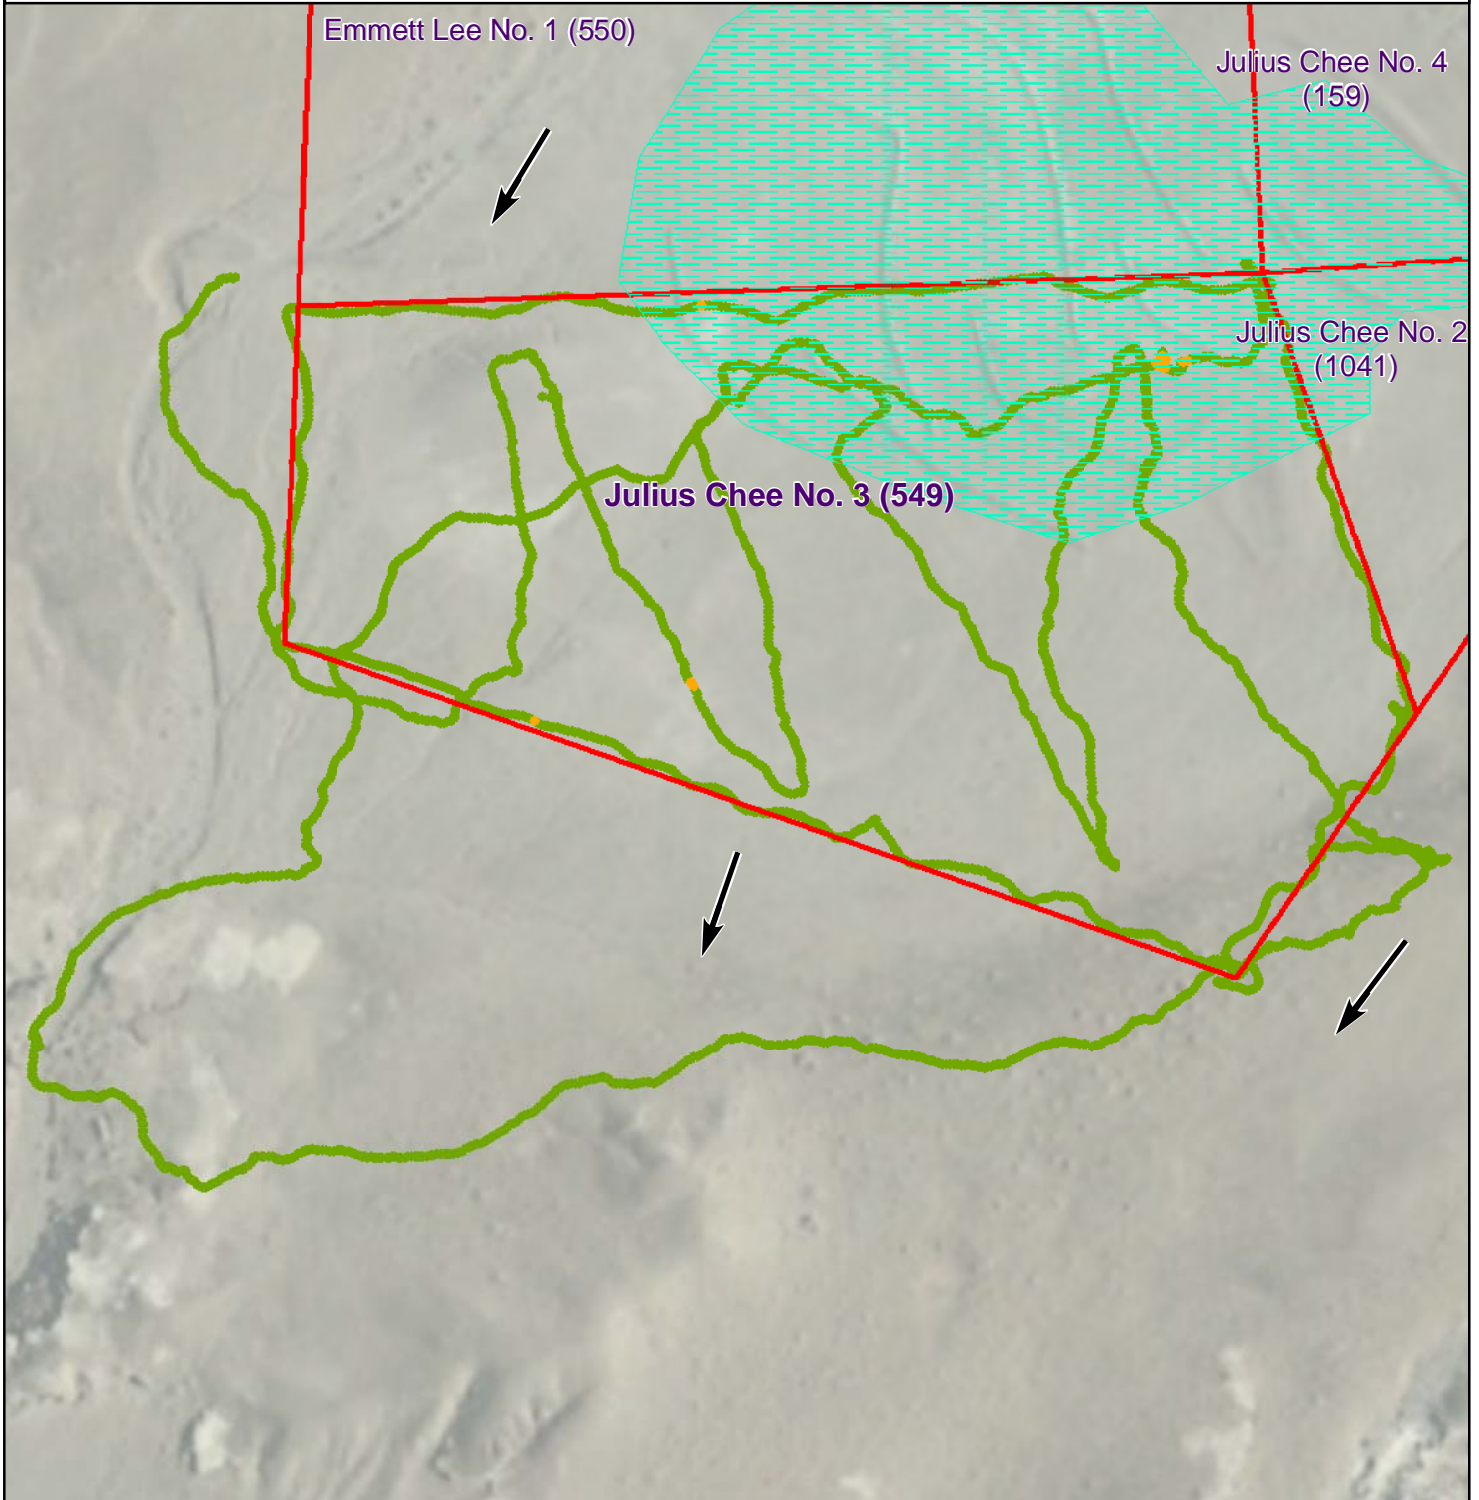 Emmett Lee No. 1 (550)
Julius Chee No. 4
(159)
Julius Chee No. 2
(1041)
Julius Chee No. 3 (549)